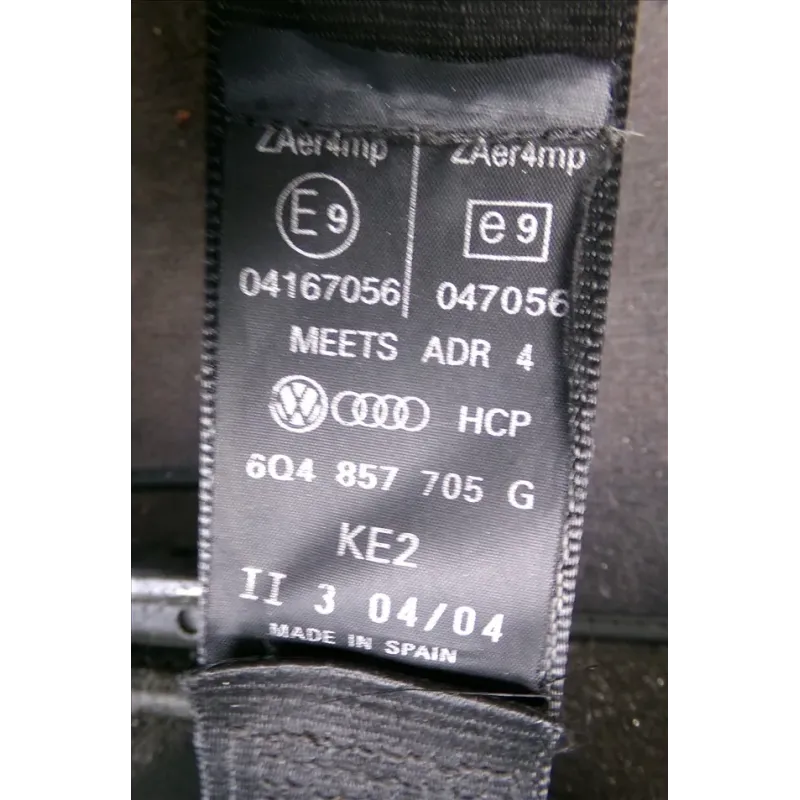 ZAer4mp ZAer4mp
E9 e9
04167056 047056
MEETS ADR 4
VW HCP
6Q4 857 705 G
KE2
II 3 04/04
MADE IN SPAIN